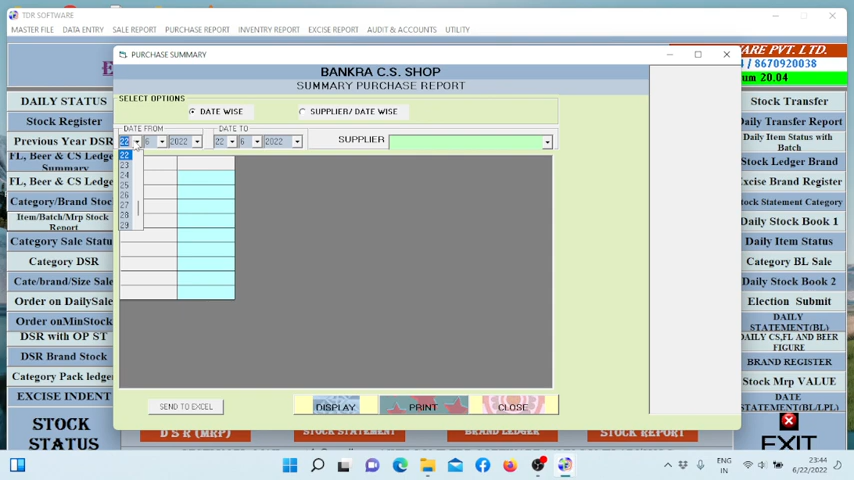 TDR SOFTWARE
MASTER FILE DATA ENTRY SALE REPORT PURCHASE REPORT INVENTRY REPORT EXCISE REPORT AUDIT & ACCOUNTS UTILITY
PURCHASE SUMMARY
BANKRA C.S. SHOP
SUMMARY PURCHASE REPORT
SELECT OPTIONS
DATE WISE
SUPPLIER/ DATE WISE
DATE FROM
DATE TO
22 6 2022
22 6 2022
SUPPLIER
22
23
24
25
26
27
28
29
SEND TO EXCEL
DISPLAY
PRINT
CLOSE
DAILY STATUS
Stock Register
Previous Year DSR
FL, Beer & CS Ledge
Summary
FL, Beer & CS Ledger
Category/Brand Stoc
Item/Batch/Mrp Stock
Report
Category Sale Statu
Category DSR
Cate/brand/Size Sale
Order on DailySale
Order onMinStock
DSR with OP ST
DSR Brand Stock
Category Pack ledger
EXCISE INDENT
STOCK
STATUS
WARE PVT. LTD.
4 / 8670920038
um 20.04
Stock Transfer
Daily Transfer Report
Daily Item Status with
Batch
Stock Ledger Brand
Excise Brand Register
Stock Statement Category
Daily Stock Book 1
Daily Item Status
Category BL Sale
Daily Stock Book 2
Election Submit
DAILY
STATEMENT(BL)
DAILY CS,FL AND BEER
FIGURE
BRAND REGISTER
Stock Mrp VALUE
DATE
STATEMENT(BL/LPL)
EXIT
D S R (MRP)
STOCK STATEMENT
BRAND LEDGER
STOCK REPORT
ENG
IN
23:44
6/22/2022